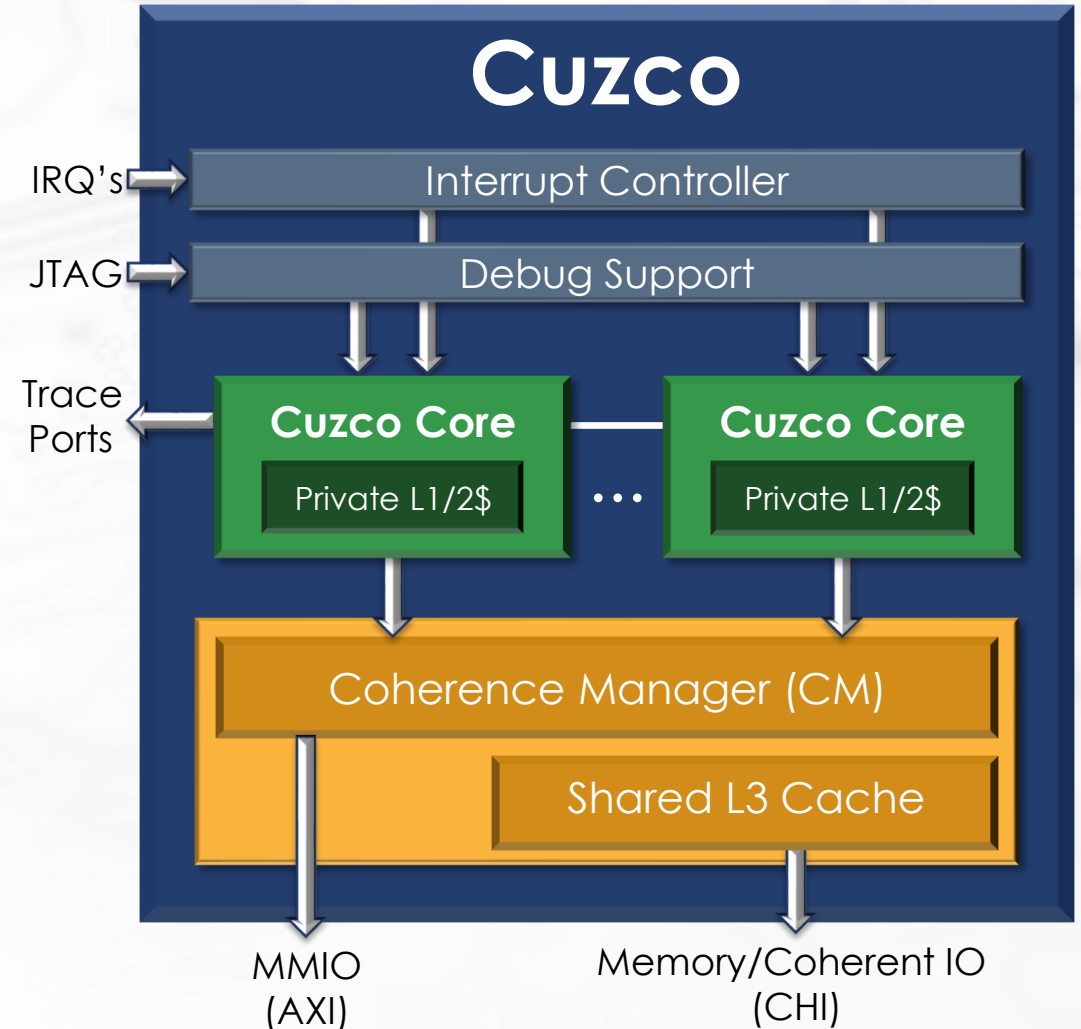 Cuzco
IRQ's
Interrupt Controller
JTAG
Debug Support
Trace
Ports
Cuzco Core
Private L1/2$
...
Cuzco Core
Private L1/2$
Coherence Manager (CM)
Shared L3 Cache
MMIO
(AXI)
Memory/Coherent IO
(CHI)